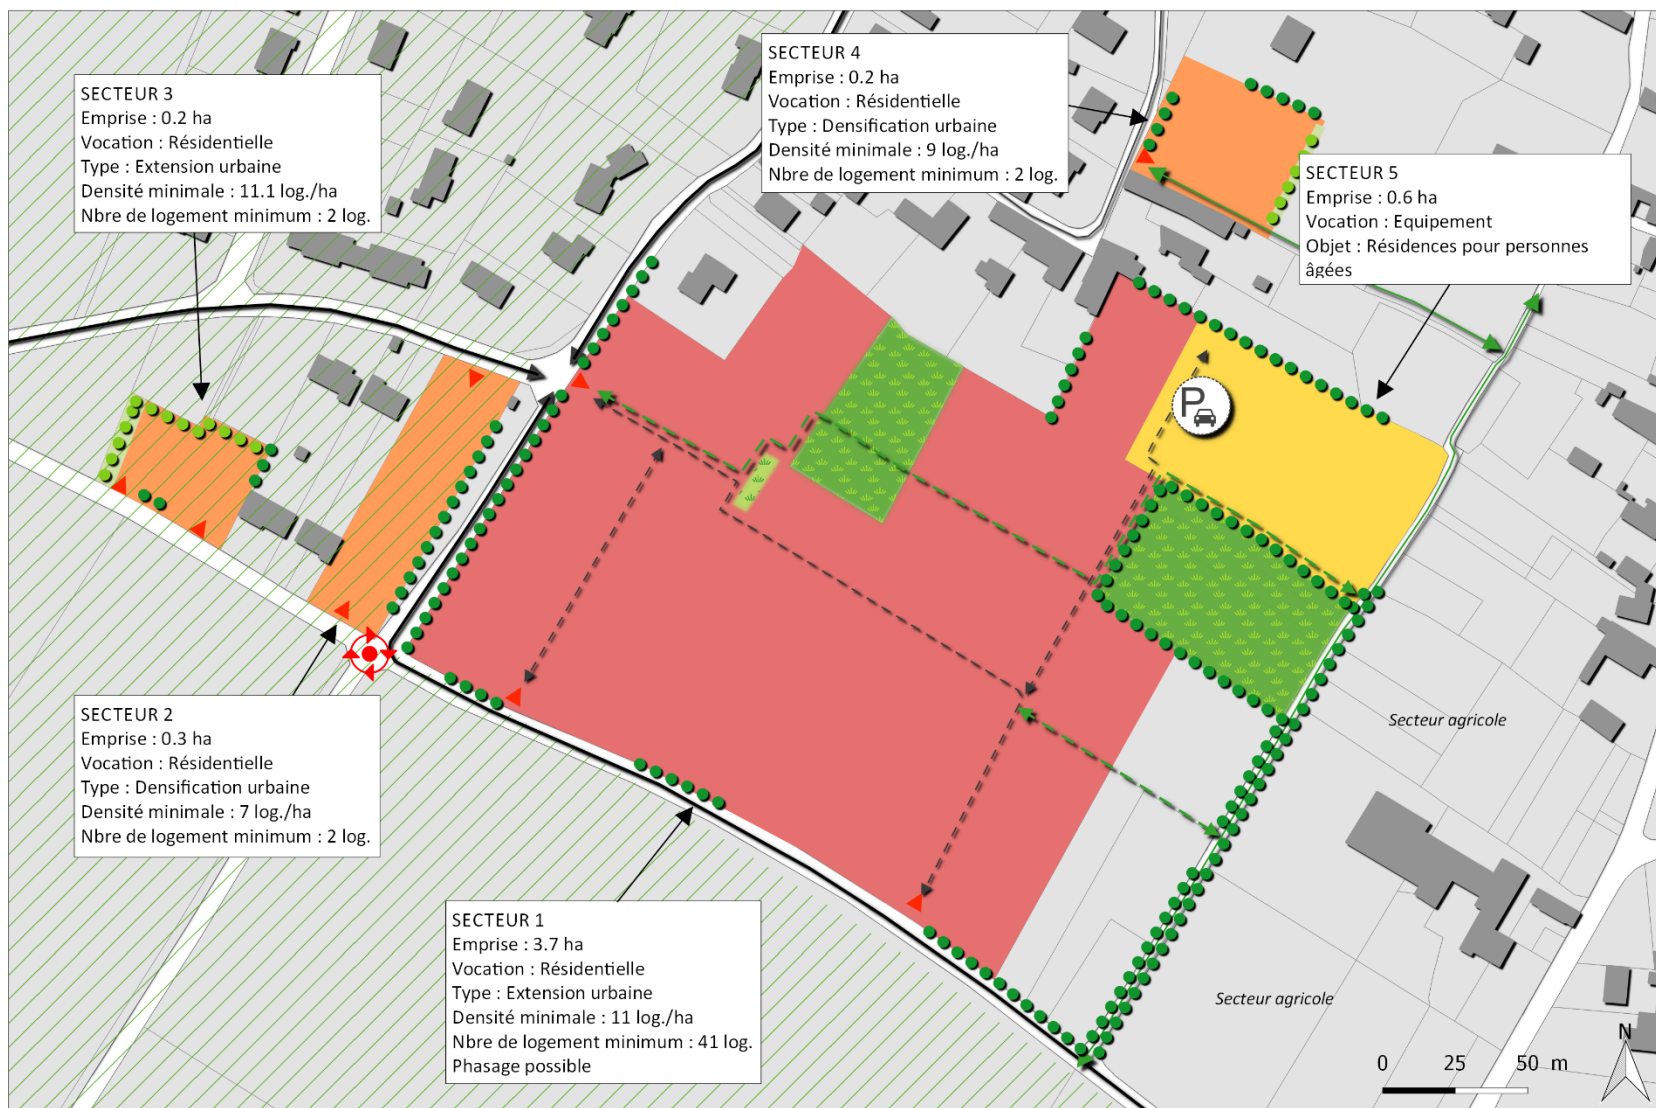 SECTEUR 4
Emprise : 0.2 ha
Vocation : Résidentielle
Type : Densification urbaine
Densité minimale : 9 log./ha
Nbre de logement minimum : 2 log.
SECTEUR 3
Emprise : 0.2 ha
Vocation : Résidentielle
Type : Extension urbaine
Densité minimale : 11.1 log./ha
Nbre de logement minimum : 2 log.
SECTEUR 5
Emprise : 0.6 ha
Vocation : Equipement
Objet : Résidences pour personnes
âgées
P
SECTEUR 2
Emprise : 0.3 ha
Vocation : Résidentielle
Type : Densification urbaine
Densité minimale : 7 log./ha
Nbre de logement minimum : 2 log.
Secteur agricole
SECTEUR 1
Emprise : 3.7 ha
Vocation : Résidentielle
Type : Extension urbaine
Densité minimale : 11 log./ha
Nbre de logement minimum : 41 log.
Phasage possible
Secteur agricole
N
0 25 50 m